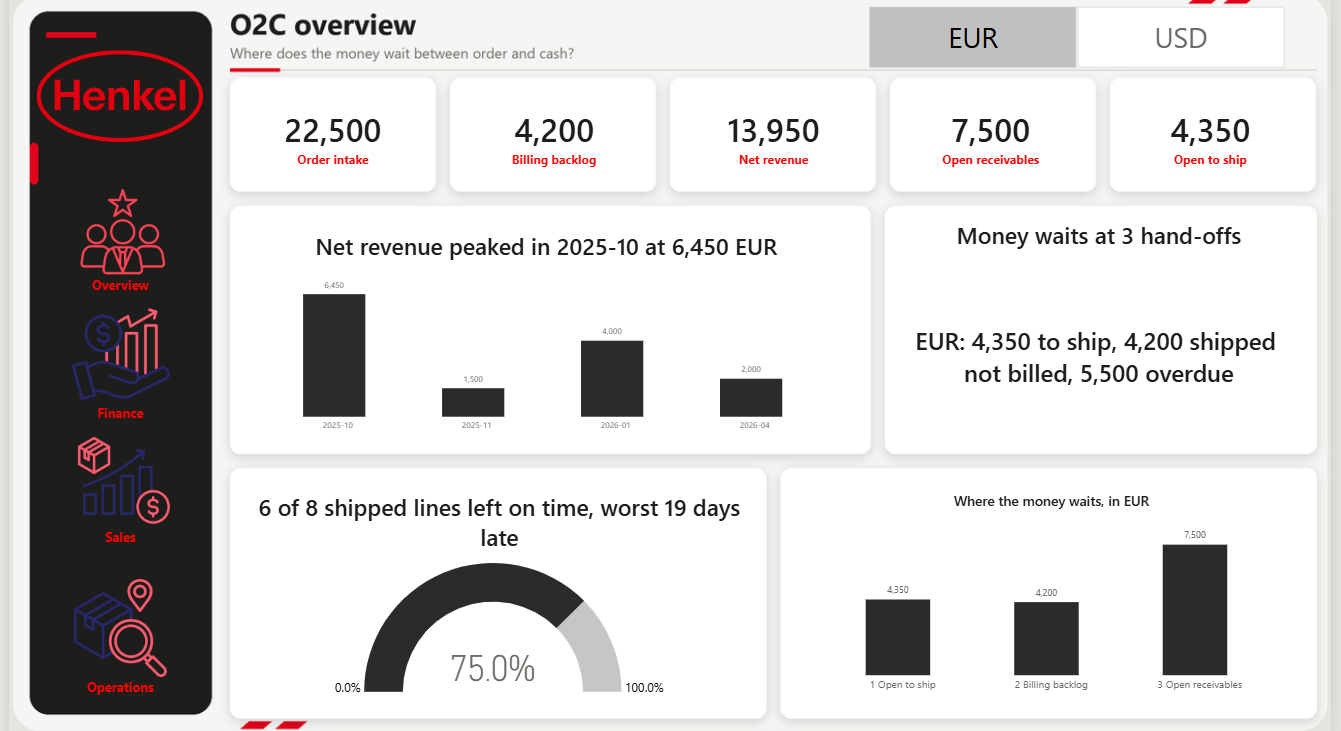 Henkel
Overview
Finance
Sales
Operations
O2C overview
Where does the money wait between order and cash?
EUR
USD
22,500
Order intake
4,200
Billing backlog
13,950
Net revenue
7,500
Open receivables
4,350
Open to ship
Net revenue peaked in 2025-10 at 6,450 EUR
6,450
1,500
4,000
2,000
2025-10
2025-11
2026-01
2026-04
Money waits at 3 hand-offs
EUR: 4,350 to ship, 4,200 shipped
not billed, 5,500 overdue
6 of 8 shipped lines left on time, worst 19 days
late
75.0%
0.0%
100.0%
Where the money waits, in EUR
4,350
4,200
7,500
1 Open to ship
2 Billing backlog
3 Open receivables